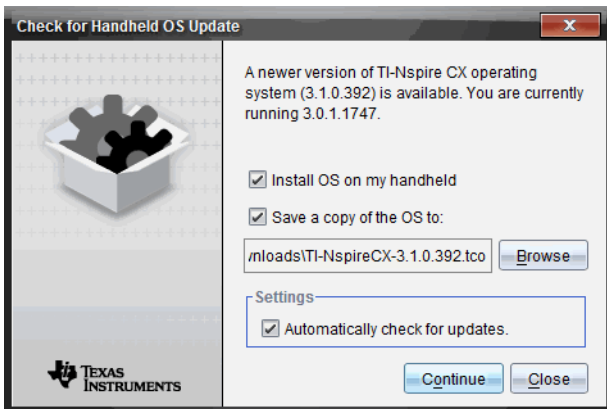 Check for Handheld OS Update
A newer version of TI-Nspire CX operating
system (3.1.0.392) is available. You are currently
running 3.0.1.1747.
Install OS on my handheld
Save a copy of the OS to:
nloads\TI-NspireCX-3.1.0.392.tco
Browse
Settings
Automatically check for updates.
TEXAS
INSTRUMENTS
Continue
Close